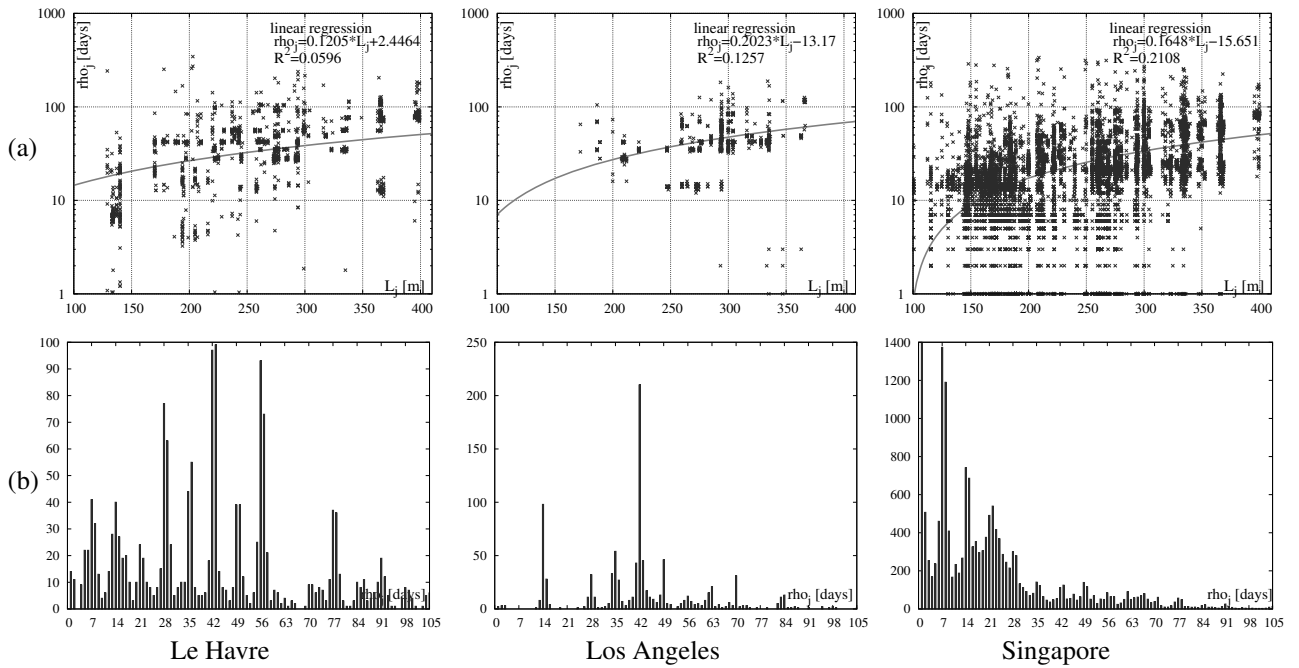 (a)
1000
100
10
1
rho_j [days]
linear regression
rho_j=0.1205*L_j+2.4464
R^2=0.0596
L_j [m]
100 150 200 250 300 350 400
1000
100
10
1
rho_j [days]
linear regression
rho_j=0.2023*L_j−13.17
R^2=0.1257
L_j [m]
100 150 200 250 300 350 400
1000
100
10
1
rho_j [days]
linear regression
rho_j=0.1648*L_j−15.651
R^2=0.2108
L_j [m]
100 150 200 250 300 350 400
(b)
100
90
80
70
60
50
40
30
20
10
0
rho_j [days]
0 7 14 21 28 35 42 49 56 63 70 77 84 91 98 105
Le Havre
250
200
150
100
50
0
rho_j [days]
0 7 14 21 28 35 42 49 56 63 70 77 84 91 98 105
Los Angeles
1400
1200
1000
800
600
400
200
0
rho_j [days]
0 7 14 21 28 35 42 49 56 63 70 77 84 91 98 105
Singapore